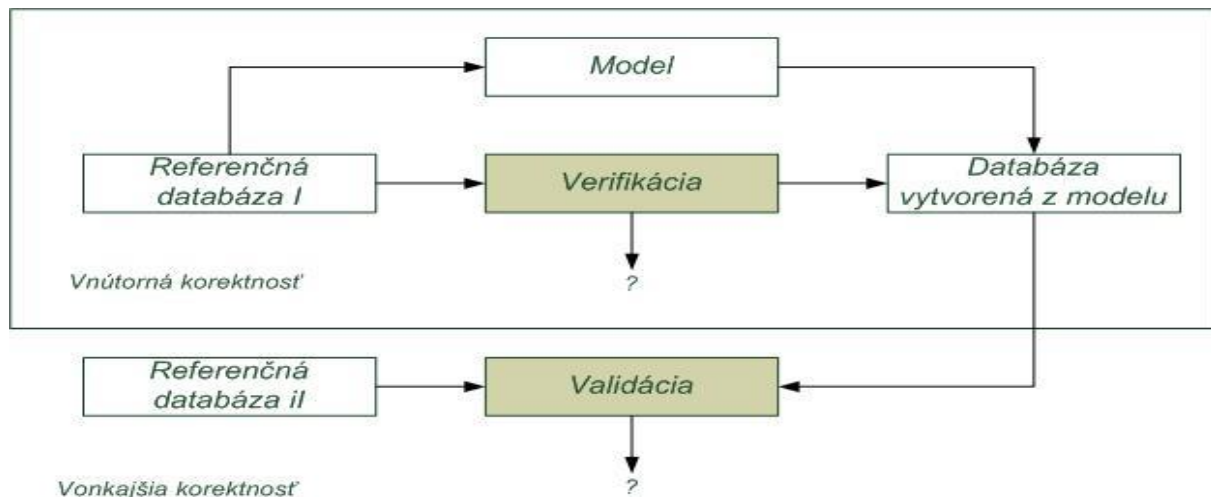 Model
Referenčná
databáza I
Verifikácia
Databáza
vytvorená z modelu
Vnútorná korektnosť
?
Referenčná
databáza iI
Validácia
Vonkajšia korektnosť
?